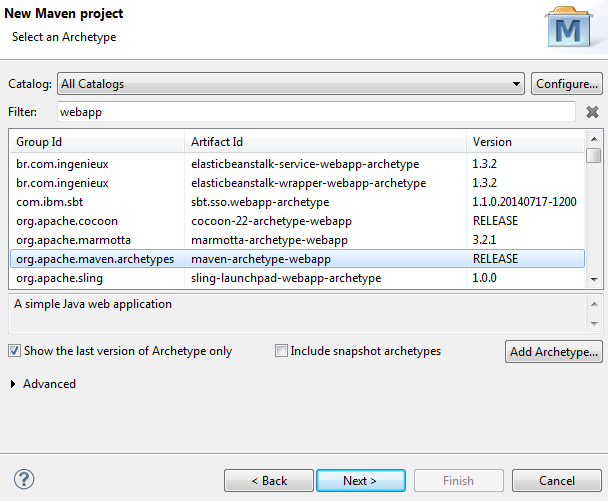 New Maven project
Select an Archetype
M
Catalog: All Catalogs Configure...
Filter: webapp
Group Id Artifact Id Version
br.com.ingenieux elasticbeanstalk-service-webapp-archetype 1.3.2
br.com.ingenieux elasticbeanstalk-wrapper-webapp-archetype 1.3.2
com.ibm.sbt sbt.sso.webapp-archetype 1.1.0.20140717-1200
org.apache.cocoon cocoon-22-archetype-webapp RELEASE
org.apache.marmotta marmotta-archetype-webapp 3.2.1
org.apache.maven.archetypes maven-archetype-webapp RELEASE
org.apache.sling sling-launchpad-webapp-archetype 1.0.0
A simple Java web application
Show the last version of Archetype only Include snapshot archetypes Add Archetype...
Advanced
? < Back Next > Finish Cancel